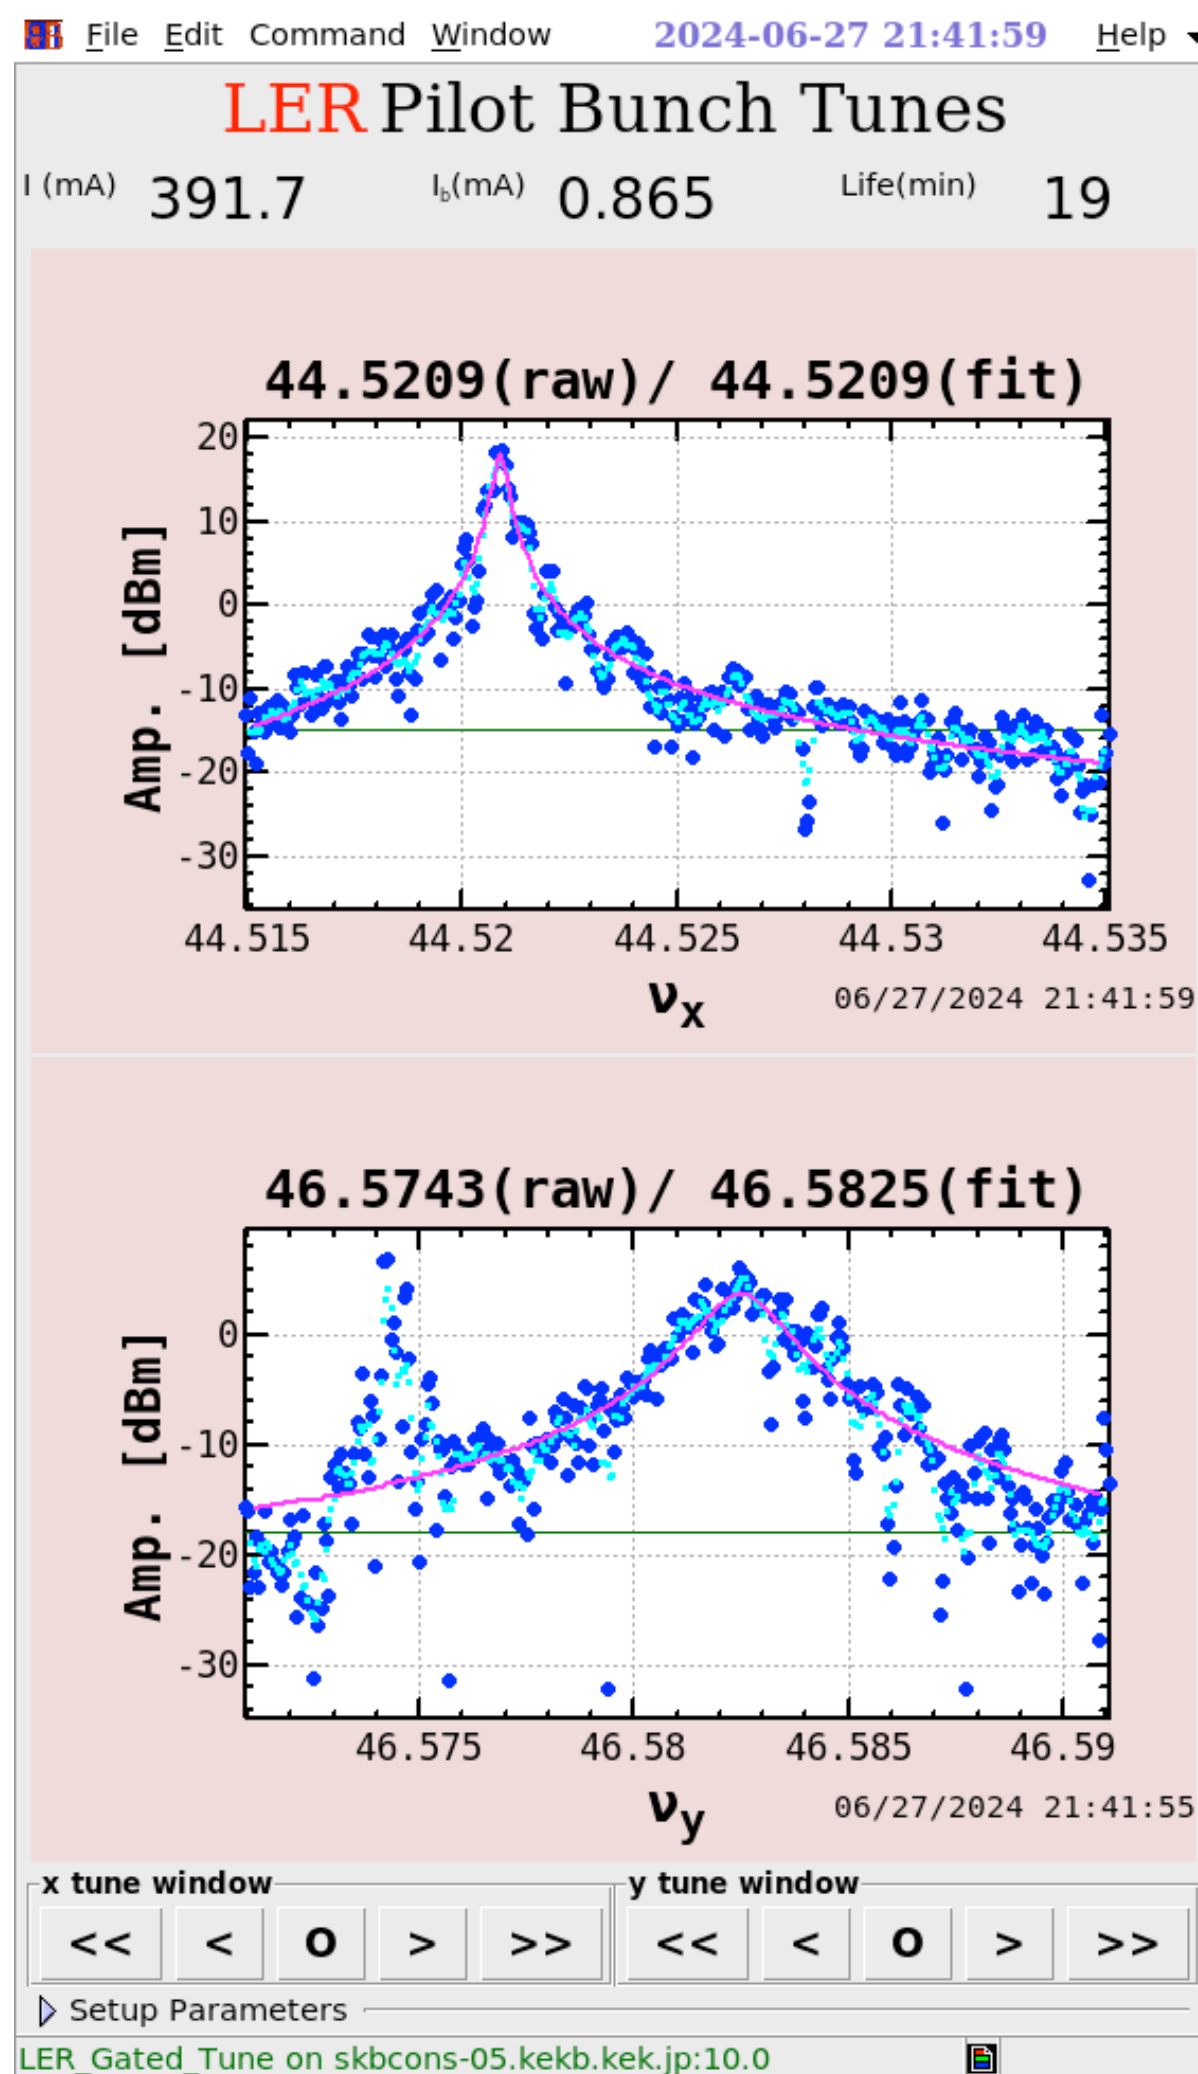 File Edit Command Window 2024-06-27 21:41:59 Help
LER Pilot Bunch Tunes
I (mA) 391.7 Ib(mA) 0.865 Life(min) 19
44.5209(raw)/ 44.5209(fit)
20
10
0
-10
-20
-30
Amp. [dBm]
44.515 44.52 44.525 44.53 44.535
νx 06/27/2024 21:41:59
46.5743(raw)/ 46.5825(fit)
0
-10
-20
-30
Amp. [dBm]
46.575 46.58 46.585 46.59
νy 06/27/2024 21:41:55
x tune window y tune window
<< < O > >> << < O > >>
Setup Parameters
LER_Gated_Tune on skbcons-05.kekb.kek.jp:10.0